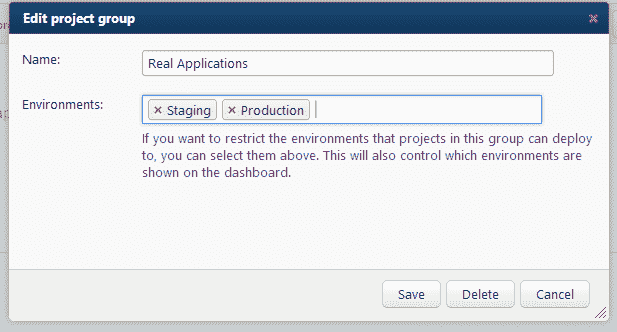 Edit project group
Name:
Real Applications
Environments:
× Staging × Production
If you want to restrict the environments that projects in this group can deploy
to, you can select them above. This will also control which environments are
shown on the dashboard.
Save Delete Cancel